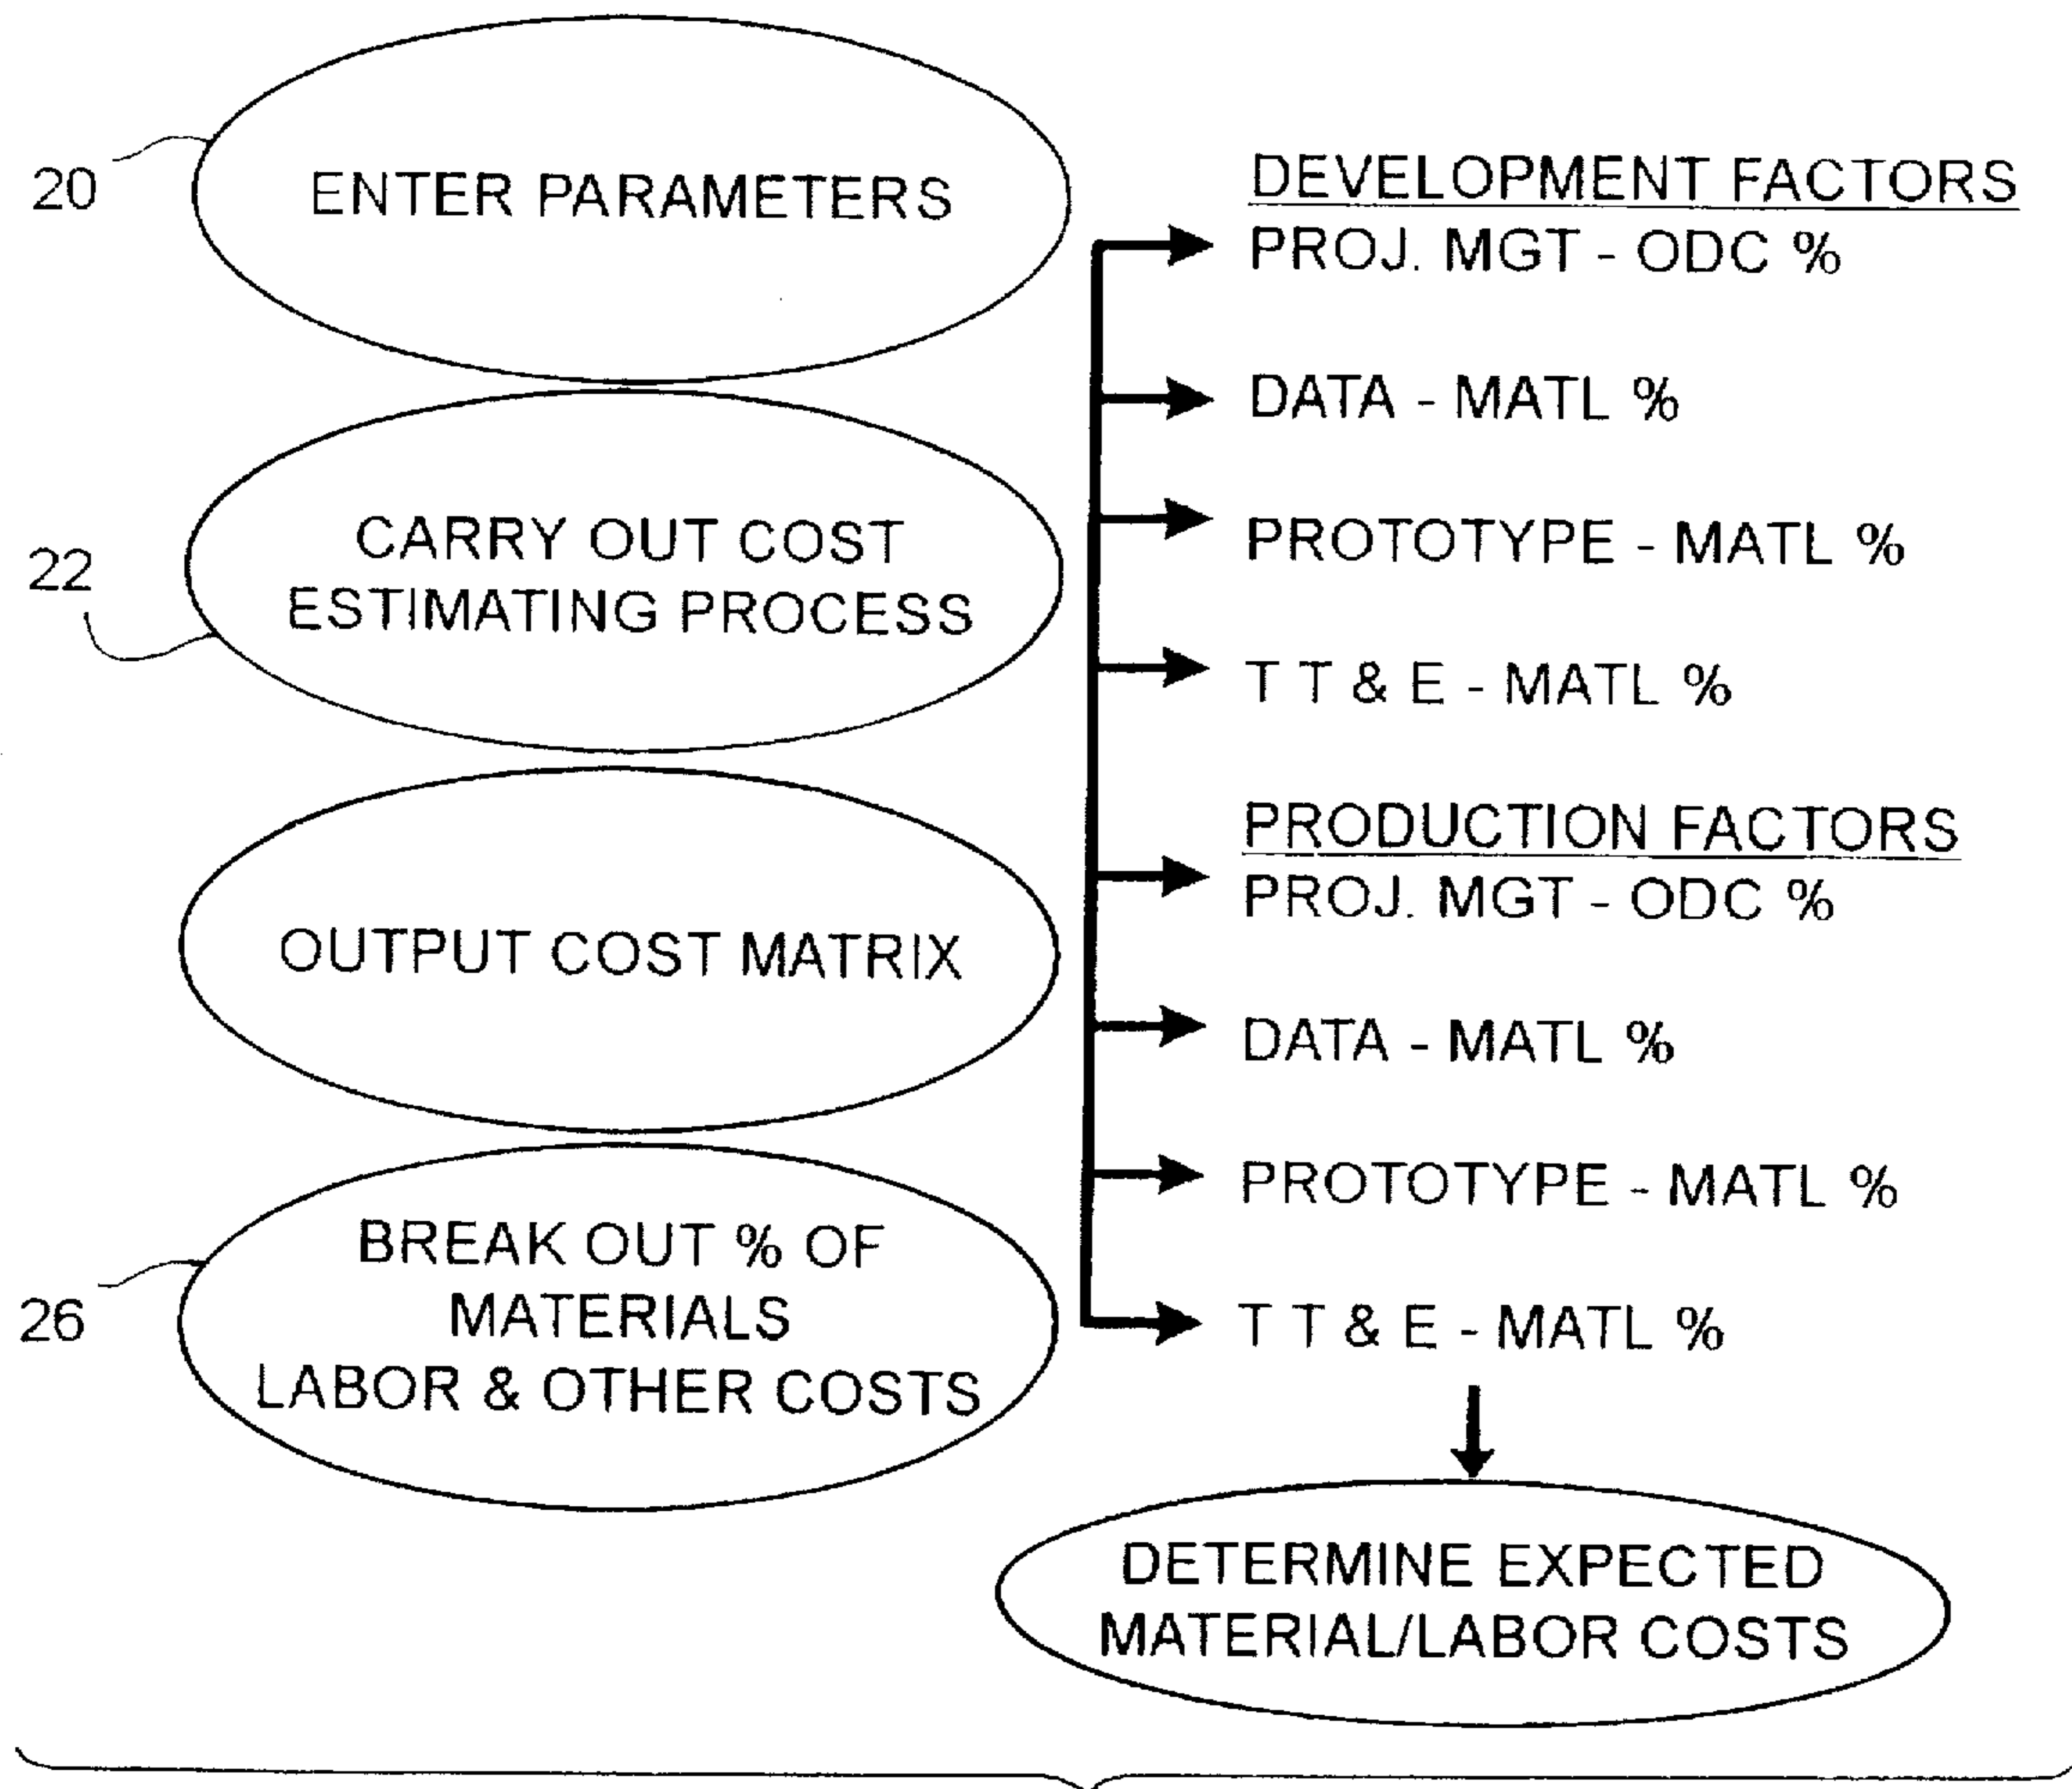 20
ENTER PARAMETERS
22
CARRY OUT COST
ESTIMATING PROCESS
OUTPUT COST MATRIX
26
BREAK OUT % OF
MATERIALS
LABOR & OTHER COSTS
DEVELOPMENT FACTORS
PROJ. MGT - ODC %
DATA - MATL %
PROTOTYPE - MATL %
T T & E - MATL %
PRODUCTION FACTORS
PROJ. MGT - ODC %
DATA - MATL %
PROTOTYPE - MATL %
T T & E - MATL %
DETERMINE EXPECTED
MATERIAL/LABOR COSTS